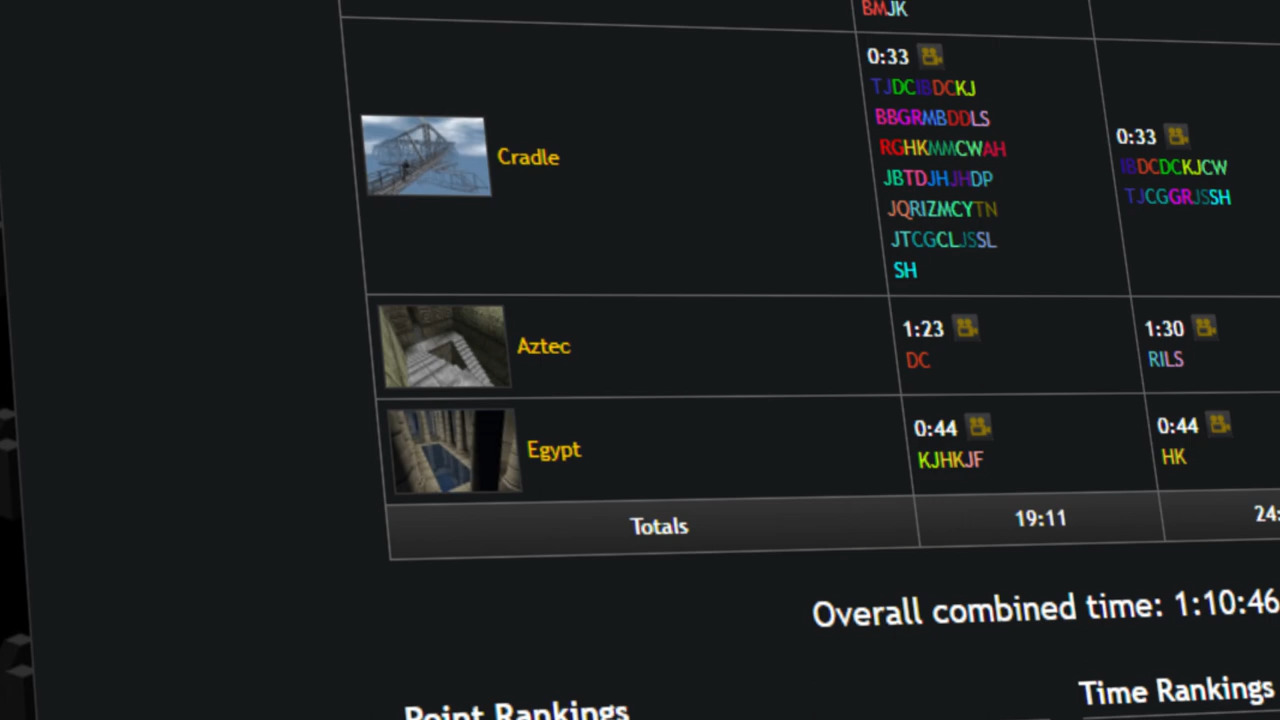 BMJK
Cradle
0:33
TJDCIBDCKJ
BBGRMBDDLS
RGHKMMCWAH
JBTDJHJHDP
JQRIZMCYTN
JTCGCLJSSL
SH
0:33
IBDCDCKJCW
TJCGGRJSSH
Aztec
1:23
DC
1:30
RILS
Egypt
0:44
KJHKJF
0:44
HK
Totals
19:11
24:
Overall combined time: 1:10:46
Point Rankings
Time Rankings